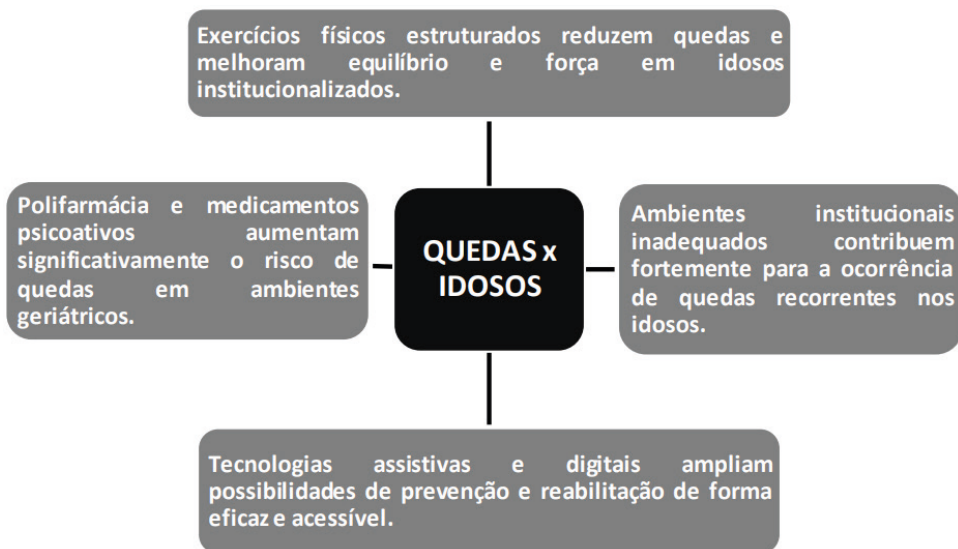 Exercícios físicos estruturados reduzem quedas e
melhoram equilíbrio e força em idosos
institucionalizados.
Polifarmácia e medicamentos
psicoativos aumentam
significativamente o risco de
quedas em ambientes
geriátricos.
QUEDAS x
IDOSOS
Ambientes institucionais
inadequados contribuem
fortemente para a ocorrência
de quedas recorrentes nos
idosos.
Tecnologias assistivas e digitais ampliam
possibilidades de prevenção e reabilitação de forma
eficaz e acessível.